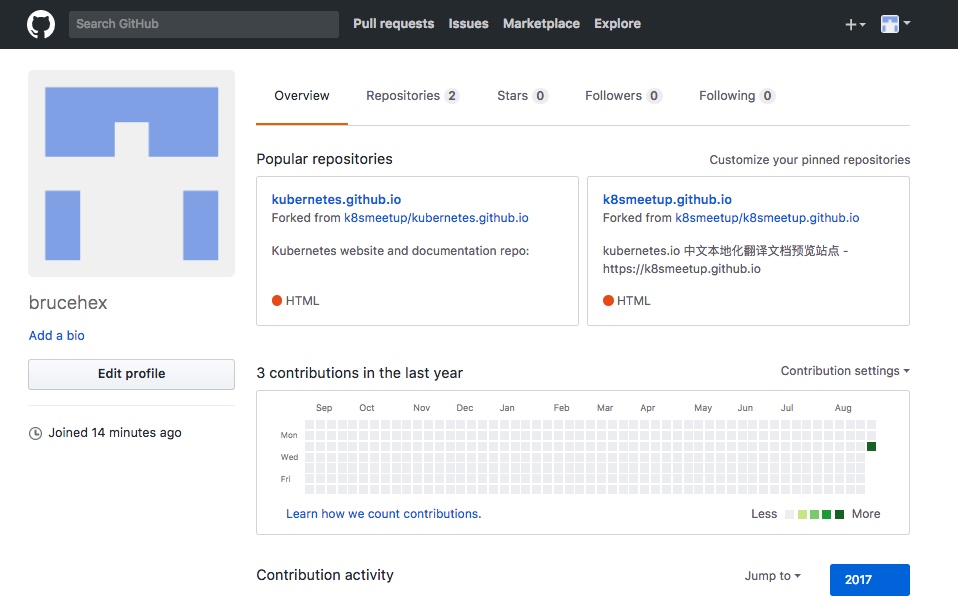 Search GitHub
Pull requests
Issues
Marketplace
Explore
Overview
Repositories 2
Stars 0
Followers 0
Following 0
brucehex
Add a bio
Edit profile
Joined 14 minutes ago
Popular repositories
Customize your pinned repositories
kubernetes.github.io
Forked from k8smeetup/kubernetes.github.io
Kubernetes website and documentation repo:
HTML
k8smeetup.github.io
Forked from k8smeetup/k8smeetup.github.io
kubernetes.io 中文本地化翻译文档预览站点 -
https://k8smeetup.github.io
HTML
3 contributions in the last year
Contribution settings
Sep Oct Nov Dec Jan Feb Mar Apr May Jun Jul Aug
Mon
Wed
Fri
Learn how we count contributions.
Less
More
Contribution activity
Jump to
2017